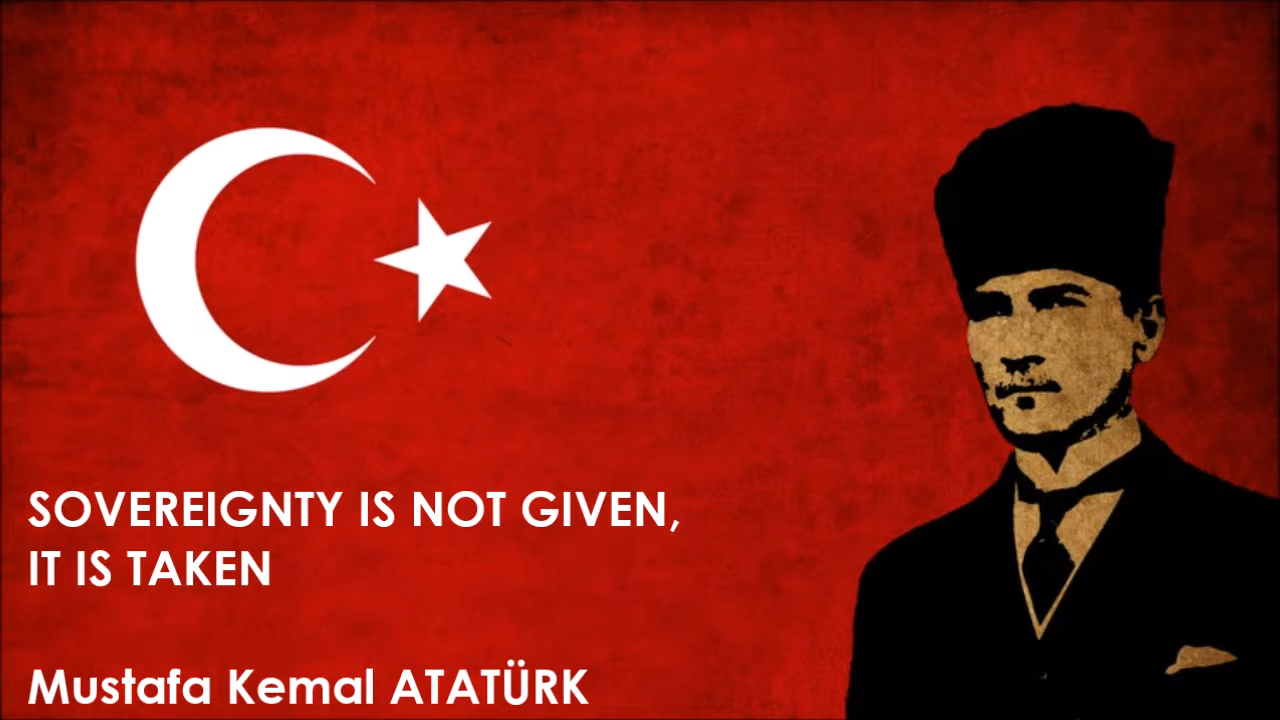 SOVEREIGNTY IS NOT GIVEN,
IT IS TAKEN
Mustafa Kemal ATATÜRK